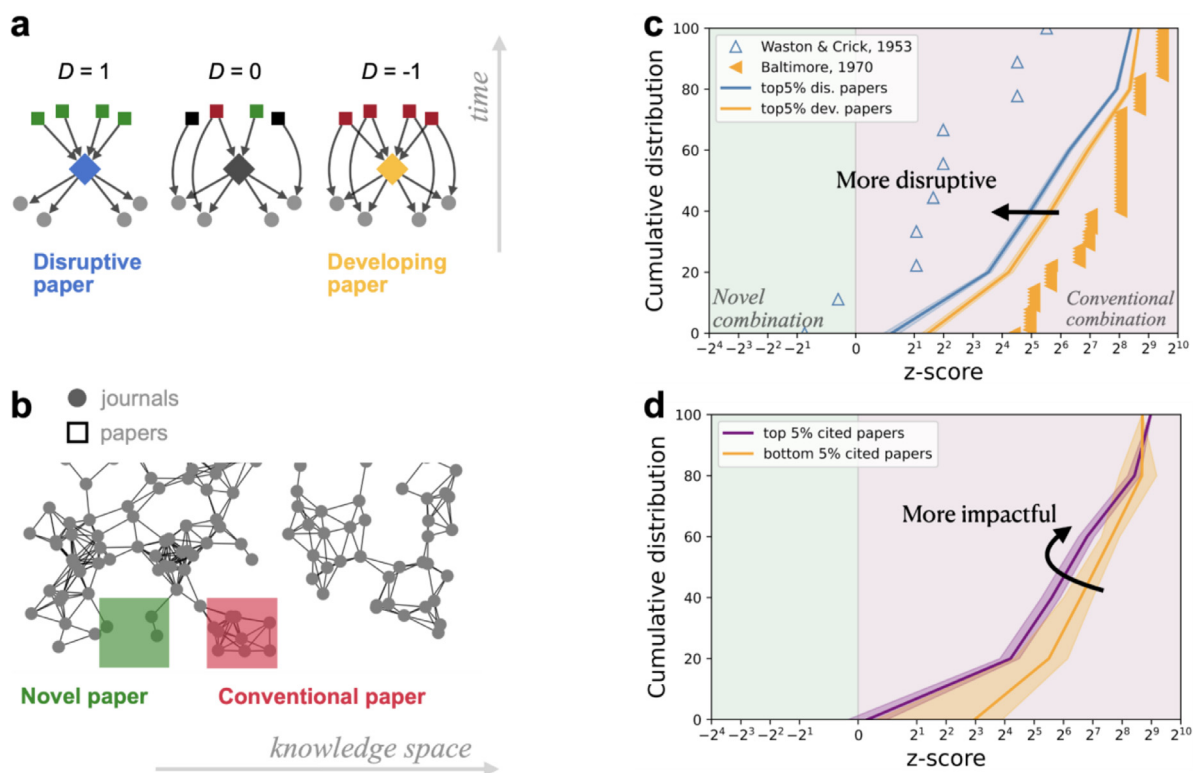 a
D = 1
D = 0
D = -1
time
Disruptive
paper
Developing
paper
b
journals
papers
Novel paper
Conventional paper
knowledge space
c
Cumulative distribution
100
80
60
40
20
0
Waston & Crick, 1953
Baltimore, 1970
top5% dis. papers
top5% dev. papers
More disruptive
Novel
combination
Conventional
combination
−2⁴ −2³ −2² −2¹ 0 2¹ 2² 2³ 2⁴ 2⁵ 2⁶ 2⁷ 2⁸ 2⁹ 2¹⁰
z-score
d
Cumulative distribution
100
80
60
40
20
0
top 5% cited papers
bottom 5% cited papers
More impactful
−2⁴ −2³ −2² −2¹ 0 2¹ 2² 2³ 2⁴ 2⁵ 2⁶ 2⁷ 2⁸ 2⁹ 2¹⁰
z-score